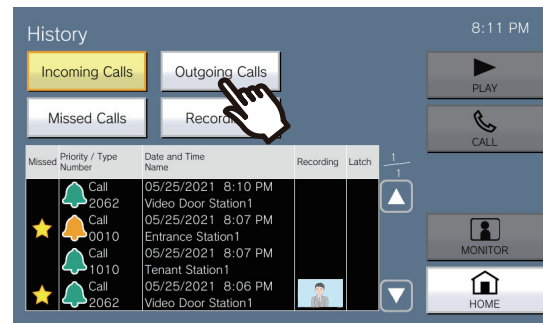 History
8:11 PM
Incoming Calls
Outgoing Calls
PLAY
Missed Calls
CALL
Missed
Priority / Type
Number
Date and Time
Name
Recording
Latch
1
1
Call
2062
05/25/2021 8:10 PM
Video Door Station1
Call
0010
05/25/2021 8:07 PM
Entrance Station1
Call
1010
05/25/2021 8:07 PM
Tenant Station1
Call
2062
05/25/2021 8:06 PM
Video Door Station1
MONITOR
HOME